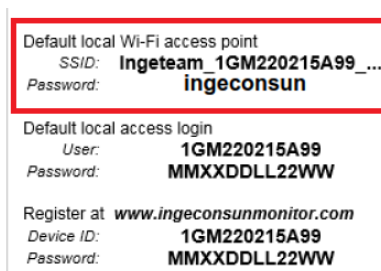 Default local Wi-Fi access point
SSID: Ingeteam_1GM220215A99_...
Password: ingeconsun
Default local access login
User: 1GM220215A99
Password: MMXXDDLL22WW
Register at www.ingeconsunmonitor.com
Device ID: 1GM220215A99
Password: MMXXDDLL22WW